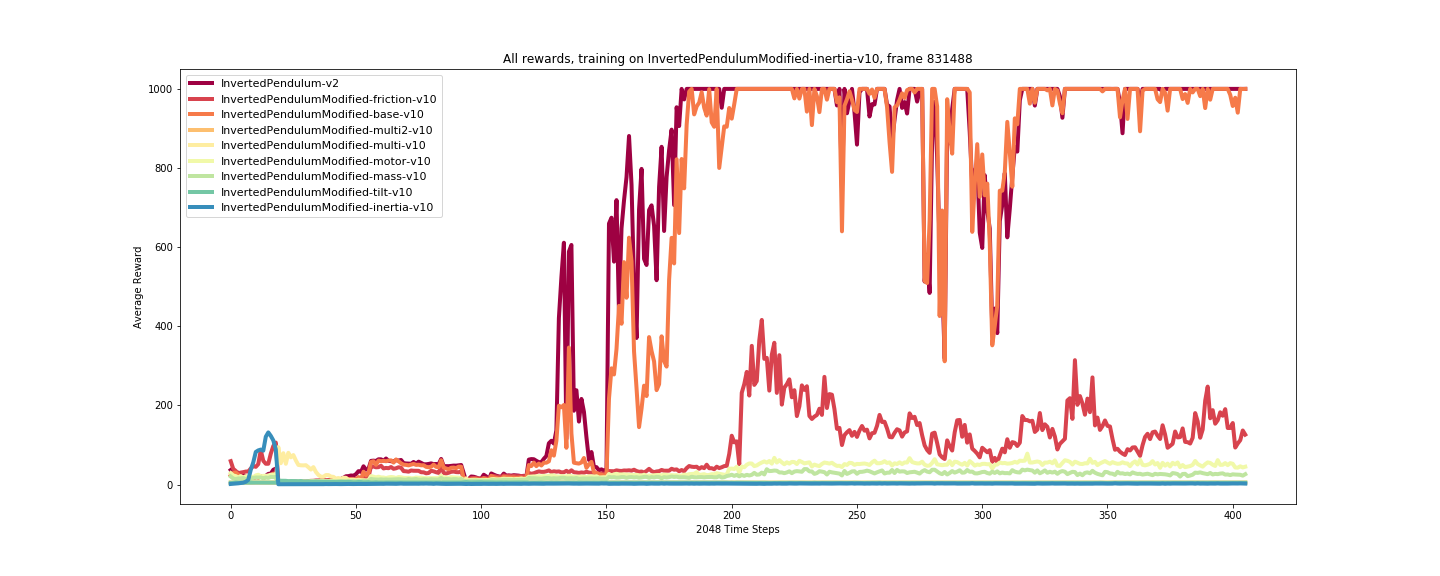 All rewards, training on InvertedPendulumModified-inertia-v10, frame 831488
InvertedPendulum-v2
InvertedPendulumModified-friction-v10
InvertedPendulumModified-base-v10
InvertedPendulumModified-multi2-v10
InvertedPendulumModified-multi-v10
InvertedPendulumModified-motor-v10
InvertedPendulumModified-mass-v10
InvertedPendulumModified-tilt-v10
InvertedPendulumModified-inertia-v10
1000
800
600
400
200
0
Average Reward
0 50 100 150 200 250 300 350 400
2048 Time Steps